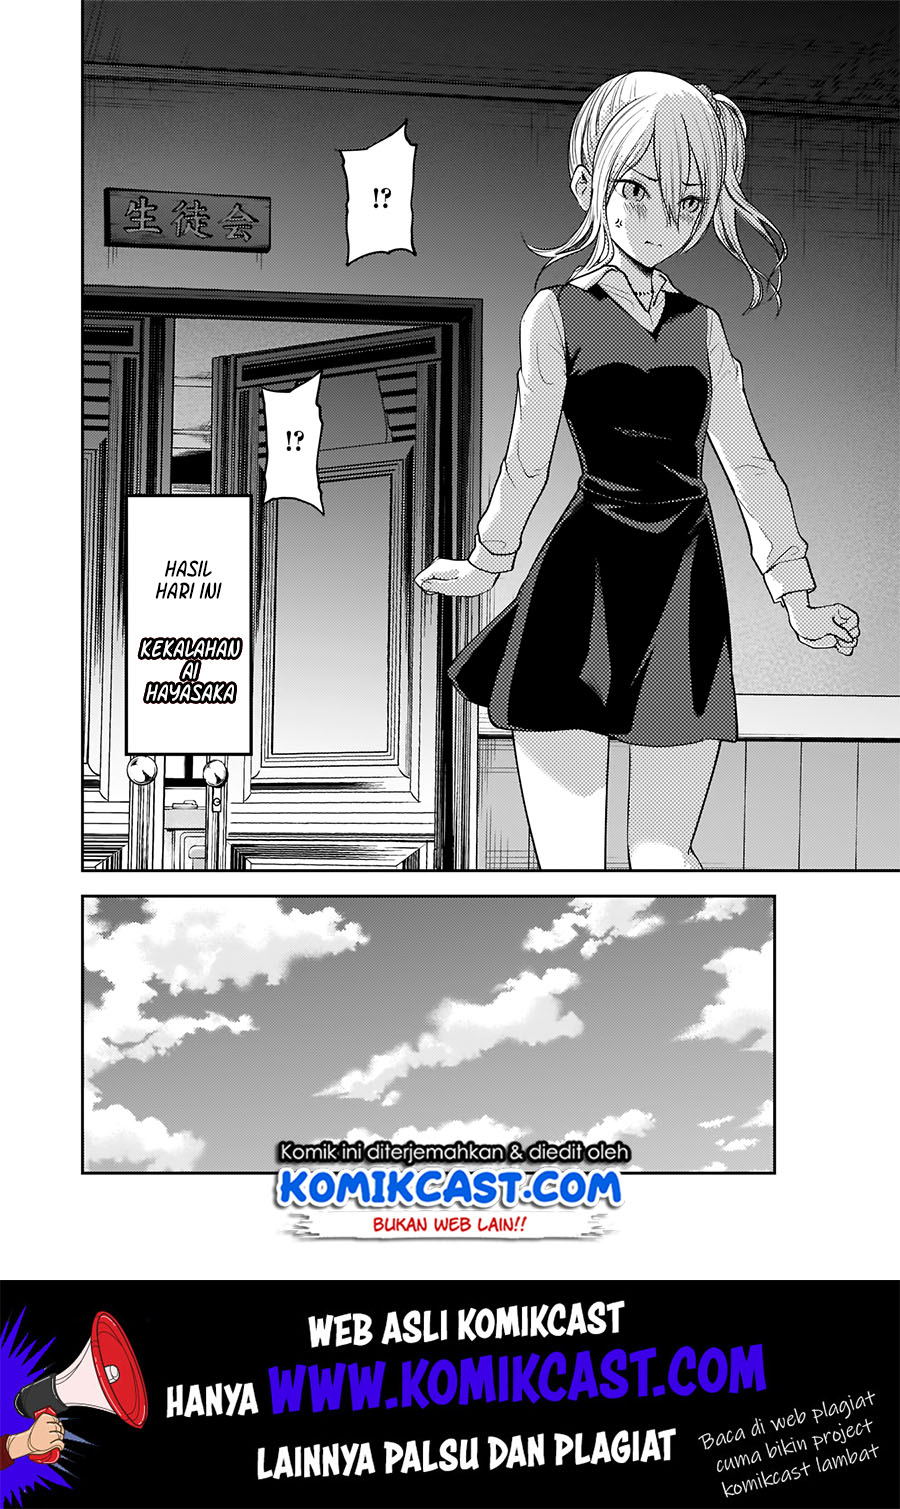 !?
生徒会
!?
HASIL
HARI INI
KEKALAHAN
AI
HAYASAKA
Komik ini diterjemahkan & diedit oleh
KOMIKCAST.COM
BUKAN WEB LAIN!!
WEB ASLI KOMIKCAST
HANYA WWW.KOMIKCAST.COM
LAINNYA PALSU DAN PLAGIAT
Baca di web plagiat
cuma bikin project
komikcast lambat